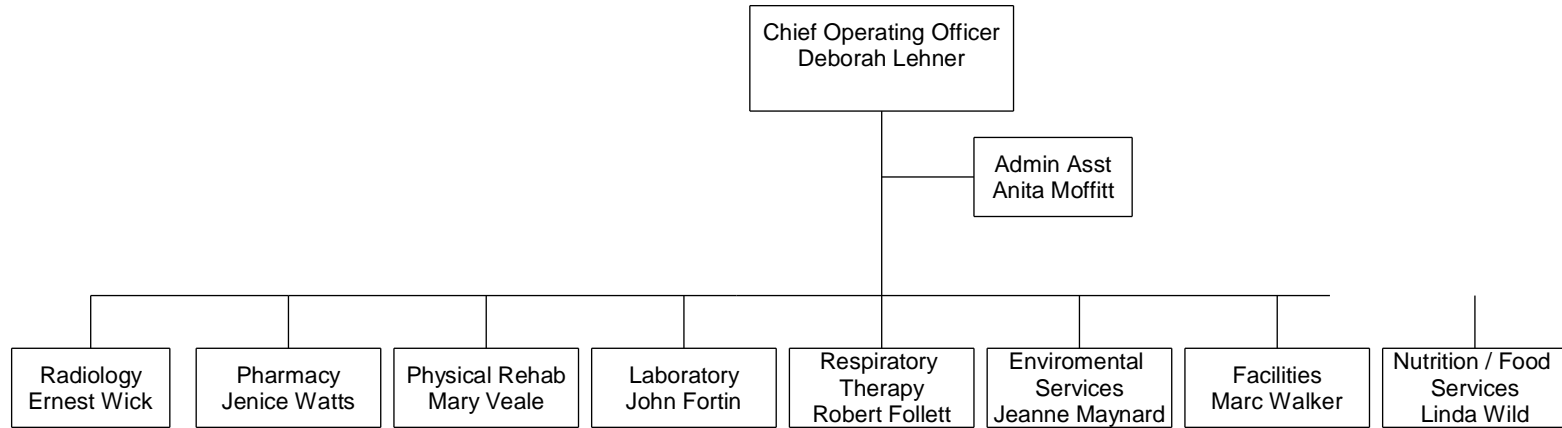 Chief Operating Officer
Deborah Lehner
Admin Asst
Anita Moffitt
Radiology
Ernest Wick
Pharmacy
Jenice Watts
Physical Rehab
Mary Veale
Laboratory
John Fortin
Respiratory
Therapy
Robert Follett
Enviromental
Services
Jeanne Maynard
Facilities
Marc Walker
Nutrition / Food
Services
Linda Wild